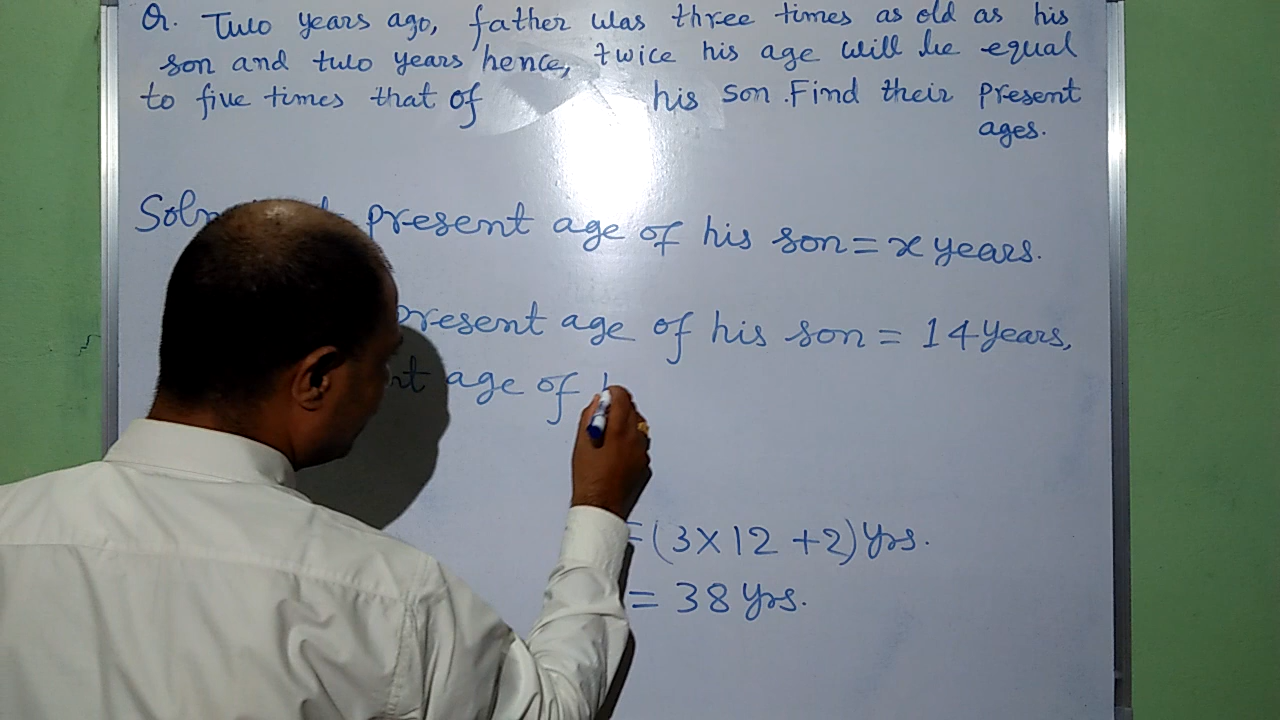 Q. Two years ago, father was three times as old as his
son and two years hence, twice his age will be equal
to five times that of his son. Find their present
ages.
Soln present age of his son = x years.
present age of his son = 14 years,
age of
= (3 × 12 + 2) yrs.
= 38 yrs.